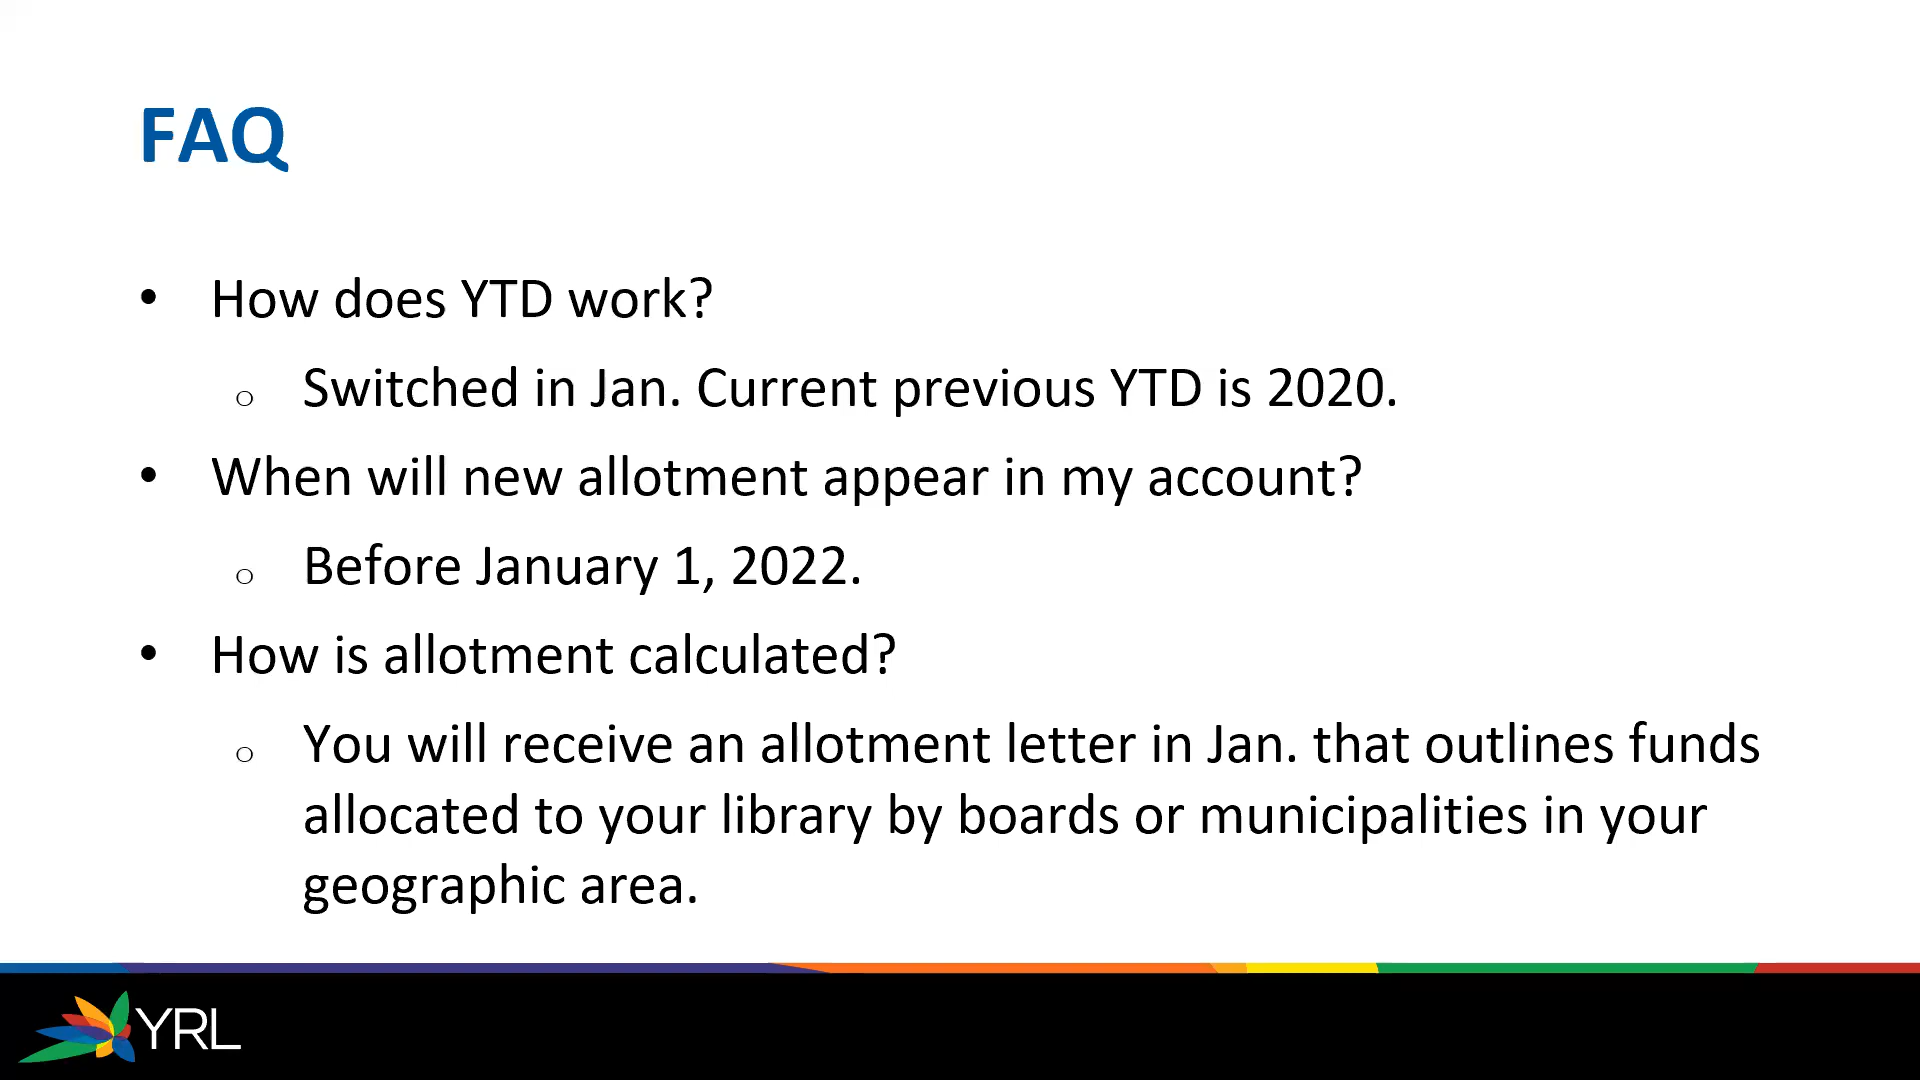 FAQ
• How does YTD work?
o Switched in Jan. Current previous YTD is 2020.
• When will new allotment appear in my account?
o Before January 1, 2022.
• How is allotment calculated?
o You will receive an allotment letter in Jan. that outlines funds
allocated to your library by boards or municipalities in your
geographic area.
YRL